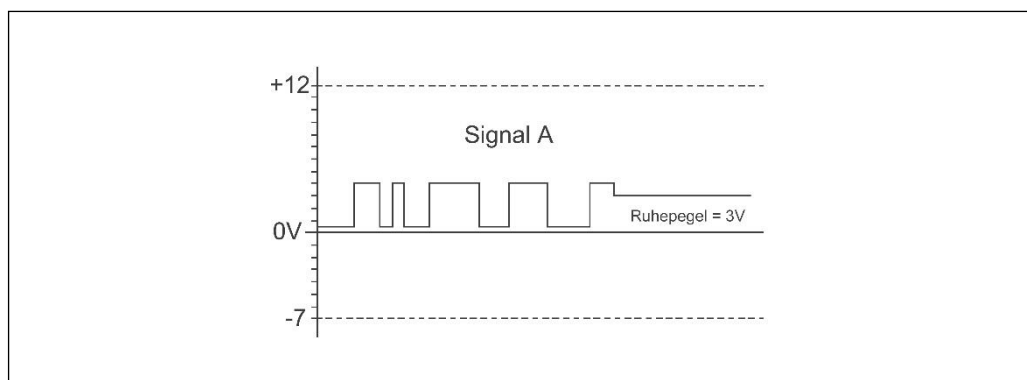 +12
Signal A
Ruhepegel = 3V
0V
-7